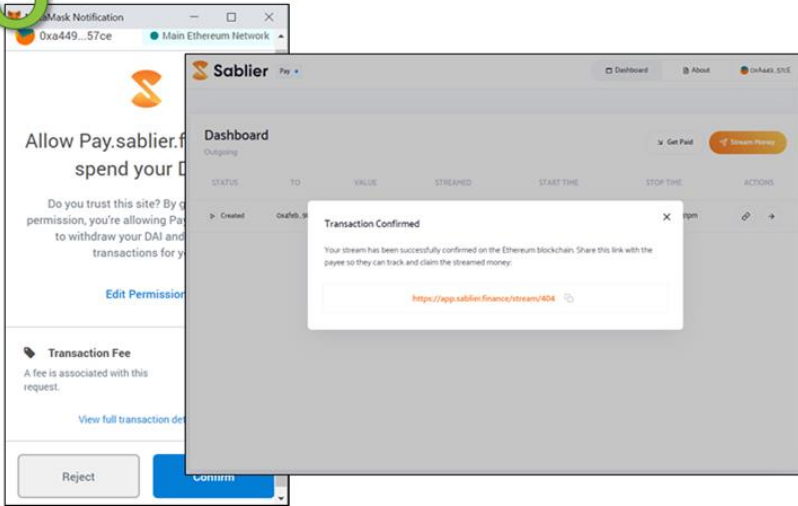 MetaMask Notification
0xa449...57ce
Main Ethereum Network
Allow Pay.sablier.f
spend your D
Do you trust this site? By g
permission, you're allowing Pay
to withdraw your DAI and
transactions for y
Edit Permission
Transaction Fee
A fee is associated with this
request.
View full transaction det
Reject
Confirm
Sablier
Pay
Dashboard
About
0xA449...57CE
Dashboard
Outgoing
Get Paid
Stream Money
STATUS TO VALUE STREAMED START TIME STOP TIME ACTIONS
Created
Transaction Confirmed
Your stream has been successfully confirmed on the Ethereum blockchain. Share this link with the
payee so they can track and claim the streamed money:
https://app.sablier.finance/stream/404